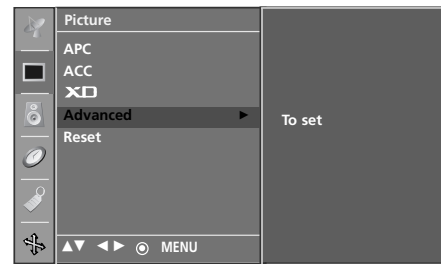 Picture
APC
ACC
XD
Advanced ►
To set
Reset
▲▼ ◄► ◉ MENU